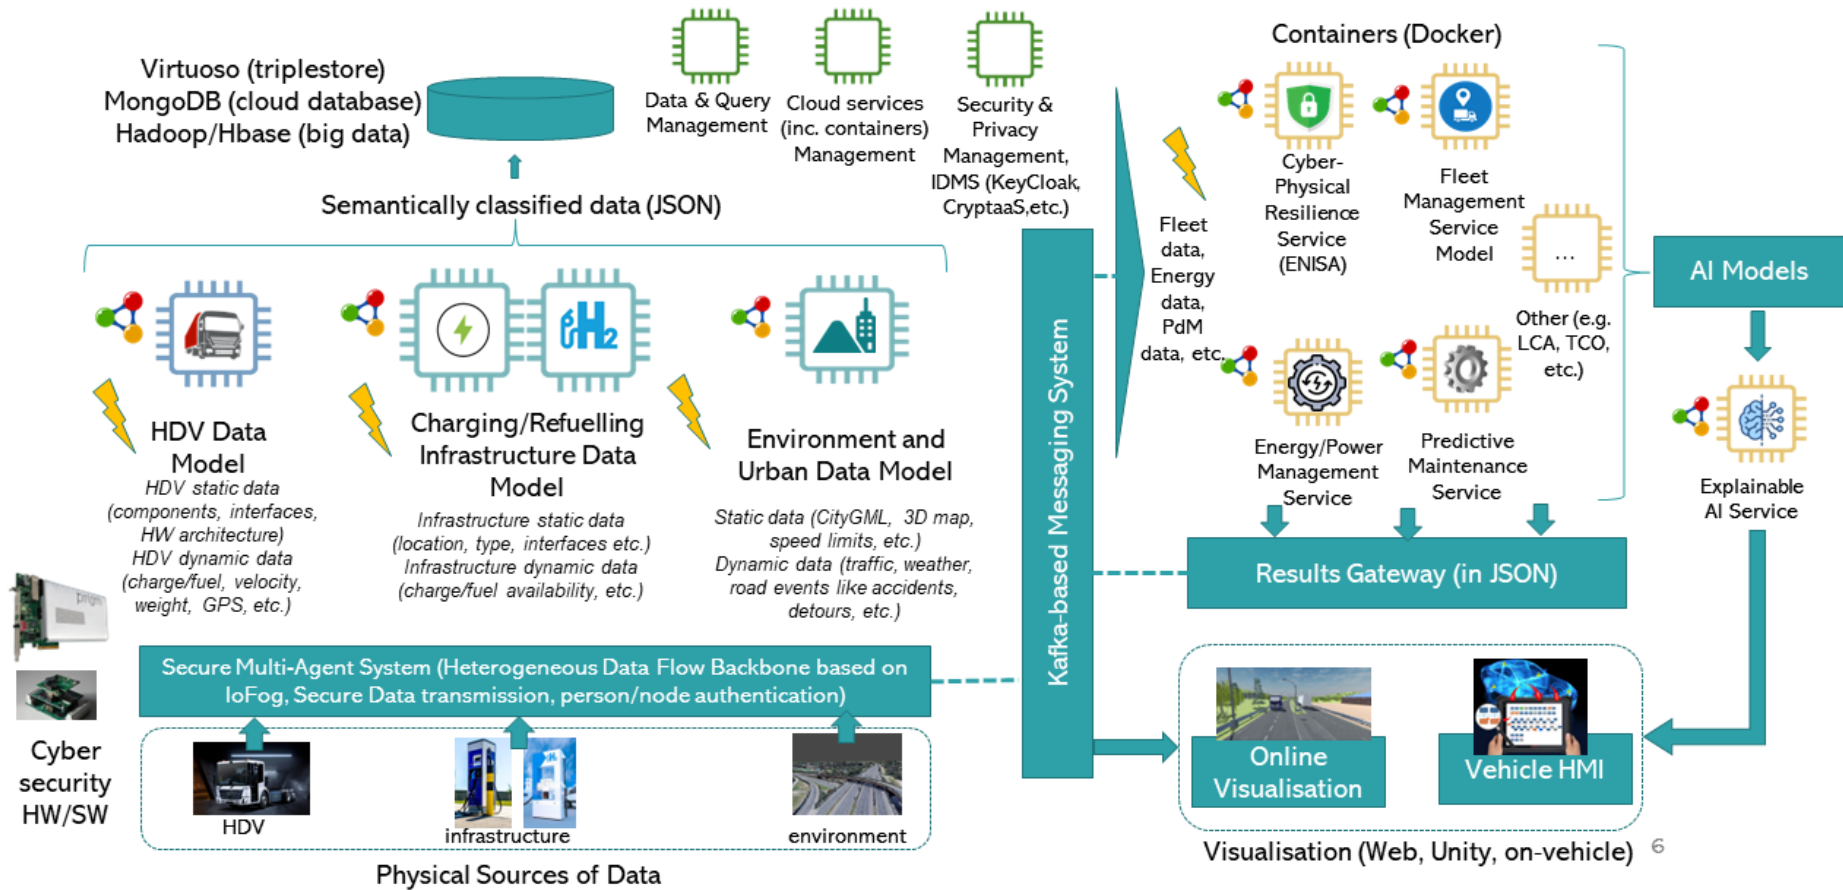 Virtuoso (triplestore)
MongoDB (cloud database)
Hadoop/Hbase (big data)
Data & Query
Management
Cloud services
(inc. containers)
Management
Security &
Privacy
Management,
IDMS (KeyCloak,
CryptaaS,etc.)
Semantically classified data (JSON)
HDV Data
Model
HDV static data
(components, interfaces,
HW architecture)
HDV dynamic data
(charge/fuel, velocity,
weight, GPS, etc.)
H2
Charging/Refuelling
Infrastructure Data
Model
Infrastructure static data
(location, type, interfaces etc.)
Infrastructure dynamic data
(charge/fuel availability, etc.)
Environment and
Urban Data Model
Static data (CityGML, 3D map,
speed limits, etc.)
Dynamic data (traffic, weather,
road events like accidents,
detours, etc.)
Cyber
security
HW/SW
Secure Multi-Agent System (Heterogeneous Data Flow Backbone based on
IoFog, Secure Data transmission, person/node authentication)
HDV
infrastructure
environment
Physical Sources of Data
Kafka-based Messaging System
Containers (Docker)
Fleet
data,
Energy
data,
PdM
data, etc.
Cyber-
Physical
Resilience
Service
(ENISA)
Fleet
Management
Service
Model
...
Other (e.g.
LCA, TCO,
etc.)
Energy/Power
Management
Service
Predictive
Maintenance
Service
AI Models
Explainable
AI Service
Results Gateway (in JSON)
Online
Visualisation
Vehicle HMI
Visualisation (Web, Unity, on-vehicle)
6